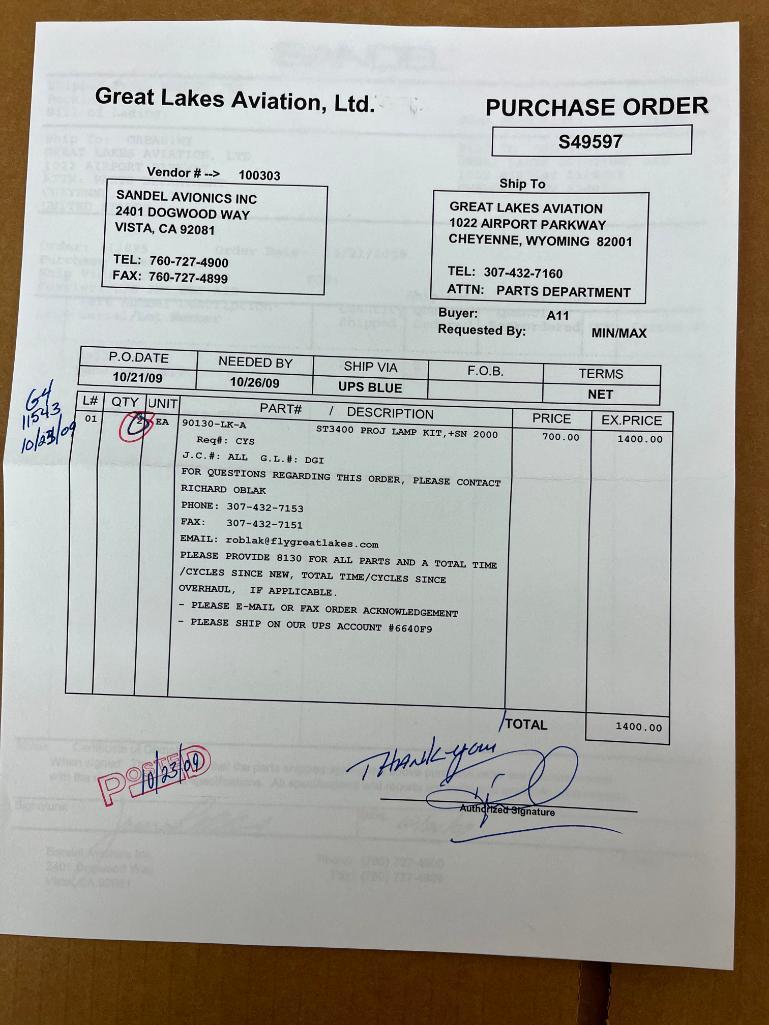 Great Lakes Aviation, Ltd.
PURCHASE ORDER
S49597
Vendor # --> 100303
SANDEL AVIONICS INC
2401 DOGWOOD WAY
VISTA, CA 92081
TEL: 760-727-4900
FAX: 760-727-4899
Ship To
GREAT LAKES AVIATION
1022 AIRPORT PARKWAY
CHEYENNE, WYOMING 82001
TEL: 307-432-7160
ATTN: PARTS DEPARTMENT
Buyer: A11
Requested By: MIN/MAX
P.O.DATE NEEDED BY SHIP VIA F.O.B. TERMS
10/21/09 10/26/09 UPS BLUE NET
L# QTY UNIT PART# / DESCRIPTION PRICE EX.PRICE
G4
11543
10/23/09
01 2 EA 90130-LK-A ST3400 PROJ LAMP KIT,+SN 2000 700.00 1400.00
Req#: CYS
J.C.#: ALL G.L.#: DGI
FOR QUESTIONS REGARDING THIS ORDER, PLEASE CONTACT
RICHARD OBLAK
PHONE: 307-432-7153
FAX: 307-432-7151
EMAIL: roblak@flygreatlakes.com
PLEASE PROVIDE 8130 FOR ALL PARTS AND A TOTAL TIME
/CYCLES SINCE NEW, TOTAL TIME/CYCLES SINCE
OVERHAUL, IF APPLICABLE.
- PLEASE E-MAIL OR FAX ORDER ACKNOWLEDGEMENT
- PLEASE SHIP ON OUR UPS ACCOUNT #6640F9
/TOTAL 1400.00
POSTED
10/23/09
THANK-you
Authorized Signature